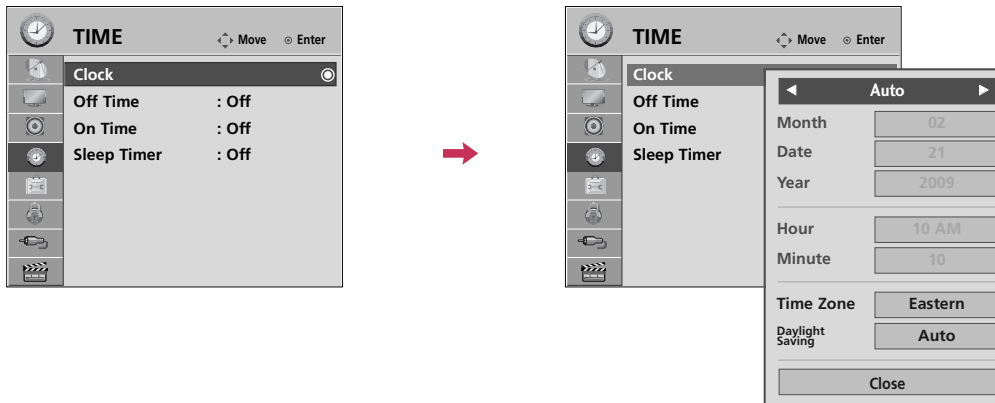 TIME Move Enter
Clock
Off Time : Off
On Time : Off
Sleep Timer : Off
TIME Move Enter
Clock
Off Time
On Time
Sleep Timer
Auto
Month 02
Date 21
Year 2009
Hour 10 AM
Minute 10
Time Zone Eastern
Daylight
Saving
Auto
Close